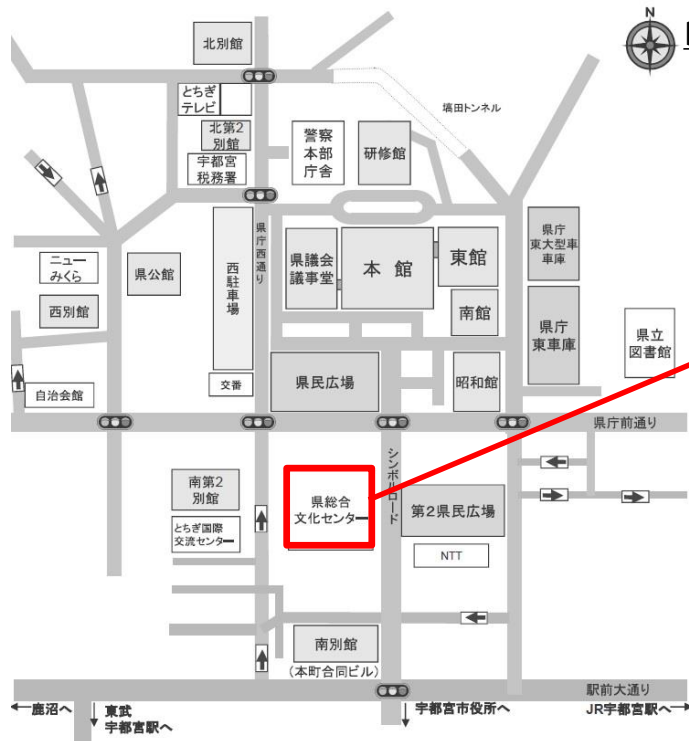 N
北別館
とちぎ
テレビ
北第2
別館
宇都宮
税務署
警察
本部
庁舎
研修館
塙田トンネル
県庁西通り
西駐車場
県議会
議事堂
本館
東館
南館
県庁
東大型車
車庫
県庁
東車庫
県立
図書館
ニュー
みくら
県公館
西別館
自治会館
交番
県民広場
昭和館
県庁前通り
南第2
別館
とちぎ国際
交流センター
県総合
文化センター
シンボルロード
第2県民広場
NTT
南別館
(本町合同ビル)
駅前大通り
←鹿沼へ
東武
宇都宮駅へ
宇都宮市役所へ
JR宇都宮駅へ